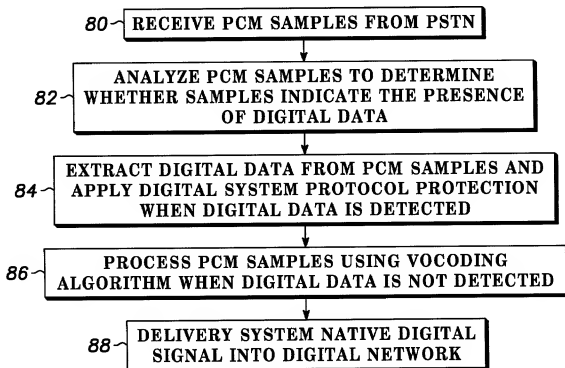 80 RECEIVE PCM SAMPLES FROM PSTN
82 ANALYZE PCM SAMPLES TO DETERMINE
WHETHER SAMPLES INDICATE THE PRESENCE
OF DIGITAL DATA
84 EXTRACT DIGITAL DATA FROM PCM SAMPLES AND
APPLY DIGITAL SYSTEM PROTOCOL PROTECTION
WHEN DIGITAL DATA IS DETECTED
86 PROCESS PCM SAMPLES USING VOCODING
ALGORITHM WHEN DIGITAL DATA IS NOT DETECTED
88 DELIVERY SYSTEM NATIVE DIGITAL
SIGNAL INTO DIGITAL NETWORK